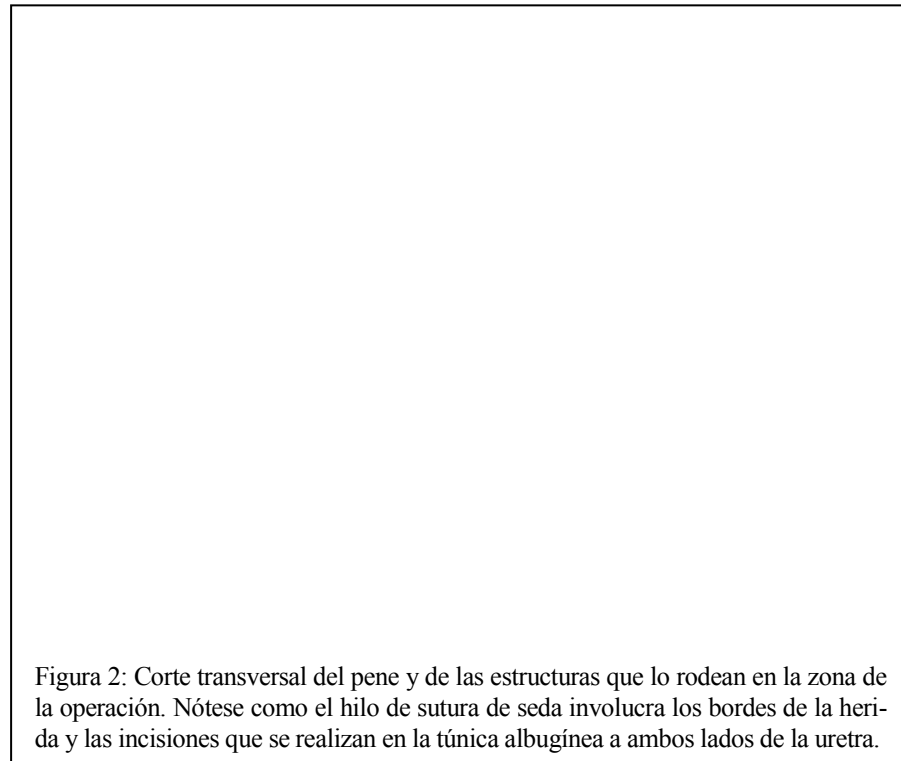 Figura 2: Corte transversal del pene y de las estructuras que lo rodean en la zona de
la operación. Nótese como el hilo de sutura de seda involucra los bordes de la heri-
da y las incisiones que se realizan en la túnica albugínea a ambos lados de la uretra.